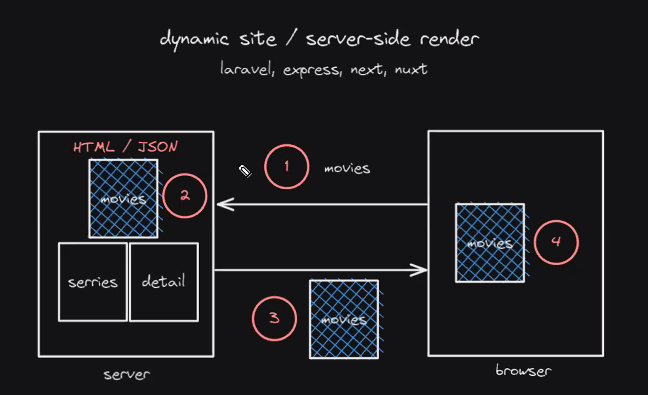 dynamic site / server-side render
laravel, express, next, nuxt
HTML / JSON
movies
2
serries
detail
server
1
movies
3
movies
movies
4
browser